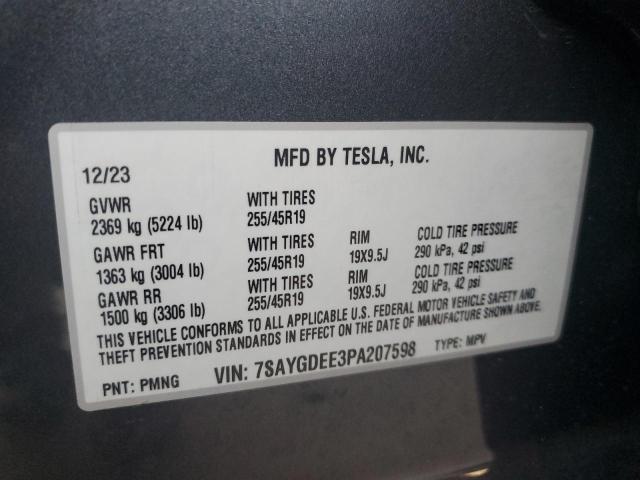 MFD BY TESLA, INC.
12/23
GVWR WITH TIRES
2369 kg (5224 lb) 255/45R19
GAWR FRT WITH TIRES RIM COLD TIRE PRESSURE
1363 kg (3004 lb) 255/45R19 19X9.5J 290 kPa, 42 psi
GAWR RR WITH TIRES RIM COLD TIRE PRESSURE
1500 kg (3306 lb) 255/45R19 19X9.5J 290 kPa, 42 psi
THIS VEHICLE CONFORMS TO ALL APPLICABLE U.S. FEDERAL MOTOR VEHICLE SAFETY AND
THEFT PREVENTION STANDARDS IN EFFECT ON THE DATE OF MANUFACTURE SHOWN ABOVE.
PNT: PMNG VIN: 7SAYGDEE3PA207598 TYPE: MPV